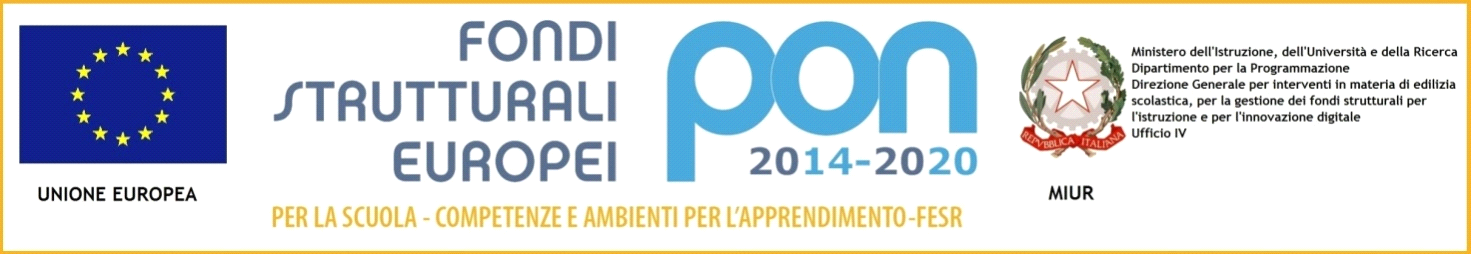 UNIONE EUROPEA
FONDI
STRUTTURALI
EUROPEI
pon
2014-2020
PER LA SCUOLA - COMPETENZE E AMBIENTI PER L'APPRENDIMENTO-FESR
REPVBBLICA ITALIANA
MIUR
Ministero dell'Istruzione, dell'Università e della Ricerca
Dipartimento per la Programmazione
Direzione Generale per interventi in materia di edilizia
scolastica, per la gestione dei fondi strutturali per
l'istruzione e per l'innovazione digitale
Ufficio IV